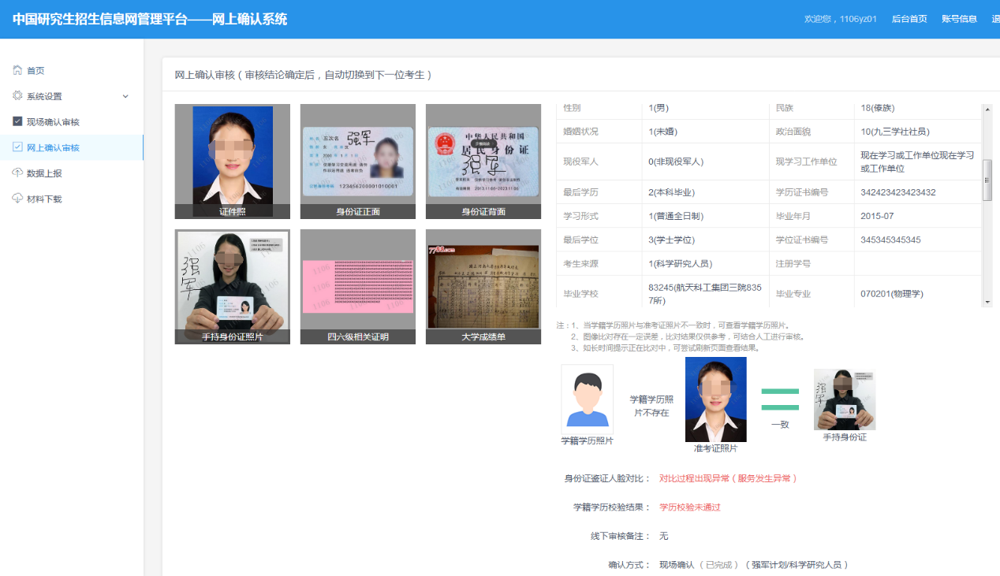 中国研究生招生信息网管理平台——网上确认系统
欢迎您，1106yz01 后台首页 账号信息 退
首页
系统设置
现场确认审核
网上确认审核
数据上报
材料下载
网上确认审核（审核结论确定后，自动切换到下一位考生）
证件照
强军
123456200001010001
身份证正面
中华人民共和国
居民身份证
强军
身份证背面
强军
手持身份证照片
四六级相关证明
大学成绩单
性别 1(男) 民族 18(傣族)
婚姻状况 1(未婚) 政治面貌 10(九三学社社员)
现役军人 0(非现役军人) 现学习工作单位 现在学习或工作单位现在学习
或工作单位
最后学历 2(本科毕业) 学历证书编号 342423423423432
学习形式 1(普通全日制) 毕业年月 2015-07
最后学位 3(学士学位) 学位证书编号 345345345345
考生来源 1(科学研究人员) 注册学号
毕业学校 83245(航天科工集团三院835
7所) 毕业专业 070201(物理学)
注：1、当学籍学历照片与准考证照片不一致时，可查看学籍学历照片。
2、图像比对存在一定误差，比对结果仅供参考，可结合人工进行审核。
3、如长时间提示正在比对中，可尝试刷新页面查看结果。
学籍学历照
片不存在
学籍学历照片
准考证照片
一致
手持身份证
身份证鉴证人脸对比： 对比过程出现异常（服务发生异常）
学籍学历校验结果： 学历校验未通过
线下审核备注： 无
确认方式： 现场确认（已完成）（强军计划/科学研究人员）